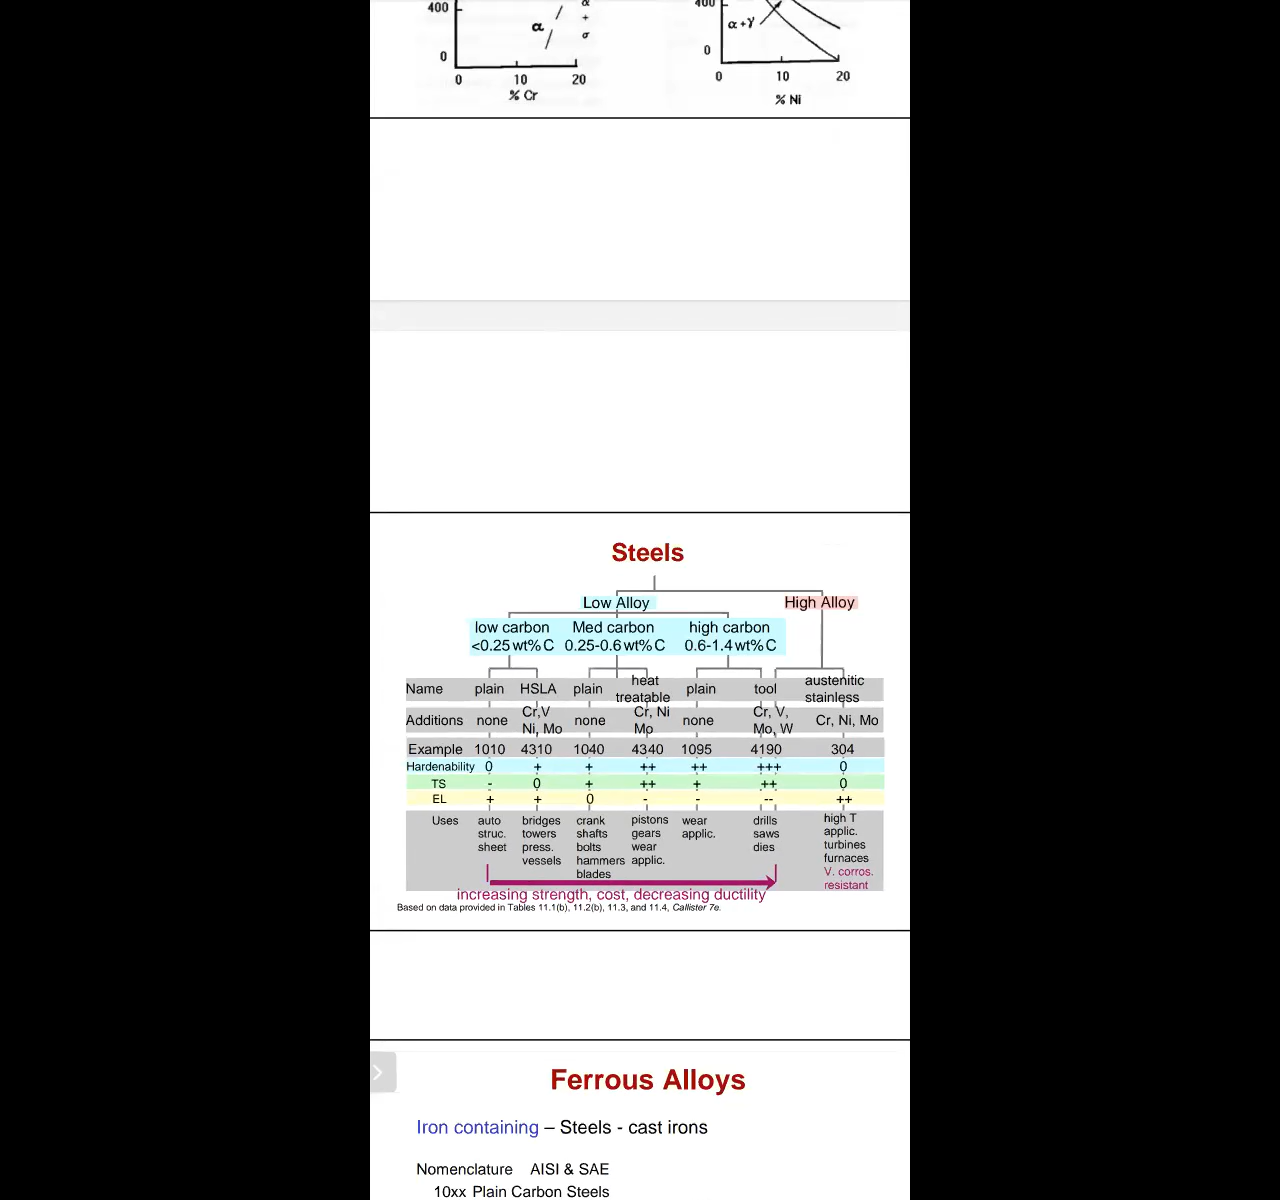 400
α
α
+
σ
0
0 10 20
% Cr
400
α+γ
0
0 10 20
% Ni
Steels
Low Alloy High Alloy
low carbon Med carbon high carbon
<0.25 wt% C 0.25-0.6 wt% C 0.6-1.4 wt% C
Name plain HSLA plain heat treatable plain tool austenitic stainless
Additions none Cr,V Ni, Mo none Cr, Ni Mo none Cr, V, Mo, W Cr, Ni, Mo
Example 1010 4310 1040 4340 1095 4190 304
Hardenability 0 + + ++ ++ +++ 0
TS - 0 + ++ + ++ 0
EL + + 0 - - -- ++
Uses auto struc. sheet bridges towers press. vessels crank shafts bolts hammers blades pistons gears wear applic. wear applic. drills saws dies high T applic. turbines furnaces V. corros. resistant
increasing strength, cost, decreasing ductility
Based on data provided in Tables 11.1(b), 11.2(b), 11.3, and 11.4, Callister 7e.
Ferrous Alloys
Iron containing – Steels - cast irons
Nomenclature AISI & SAE
10xx Plain Carbon Steels